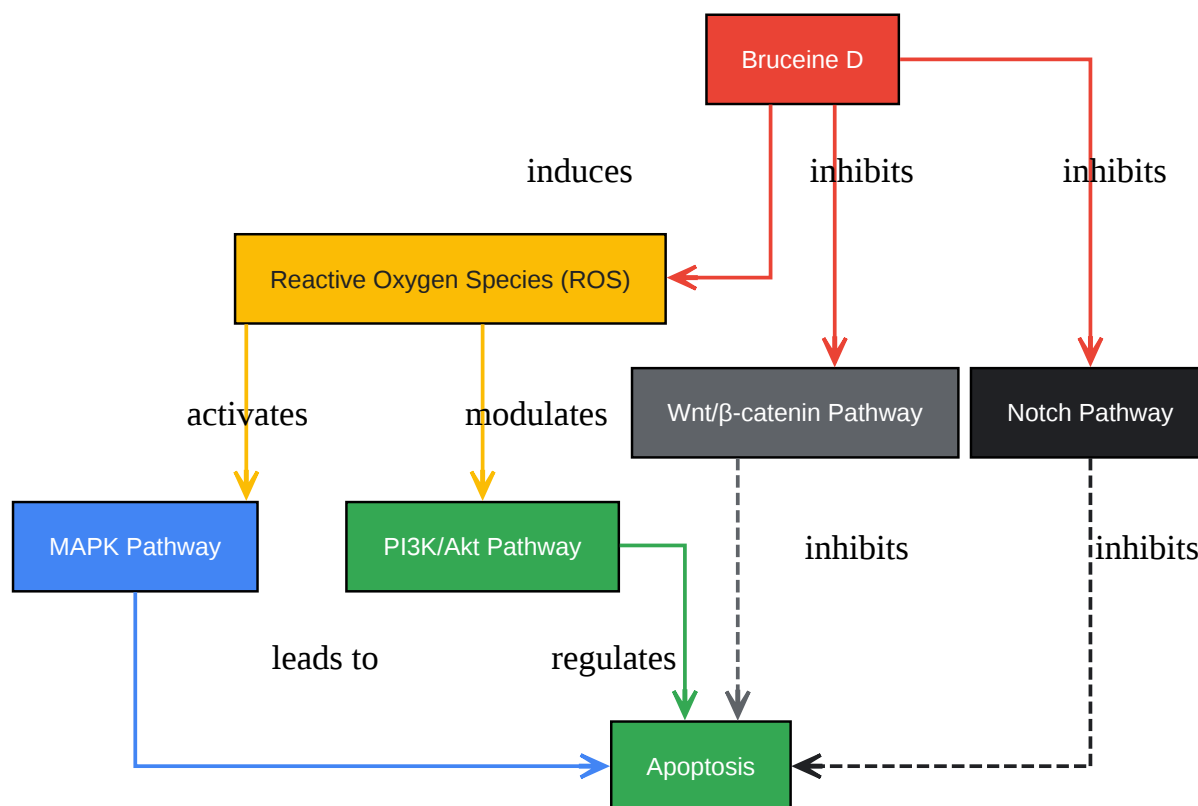 Bruceine D
induces
inhibits
inhibits
Reactive Oxygen Species (ROS)
Wnt/β-catenin Pathway
Notch Pathway
activates
modulates
MAPK Pathway
PI3K/Akt Pathway
inhibits
inhibits
leads to
regulates
Apoptosis